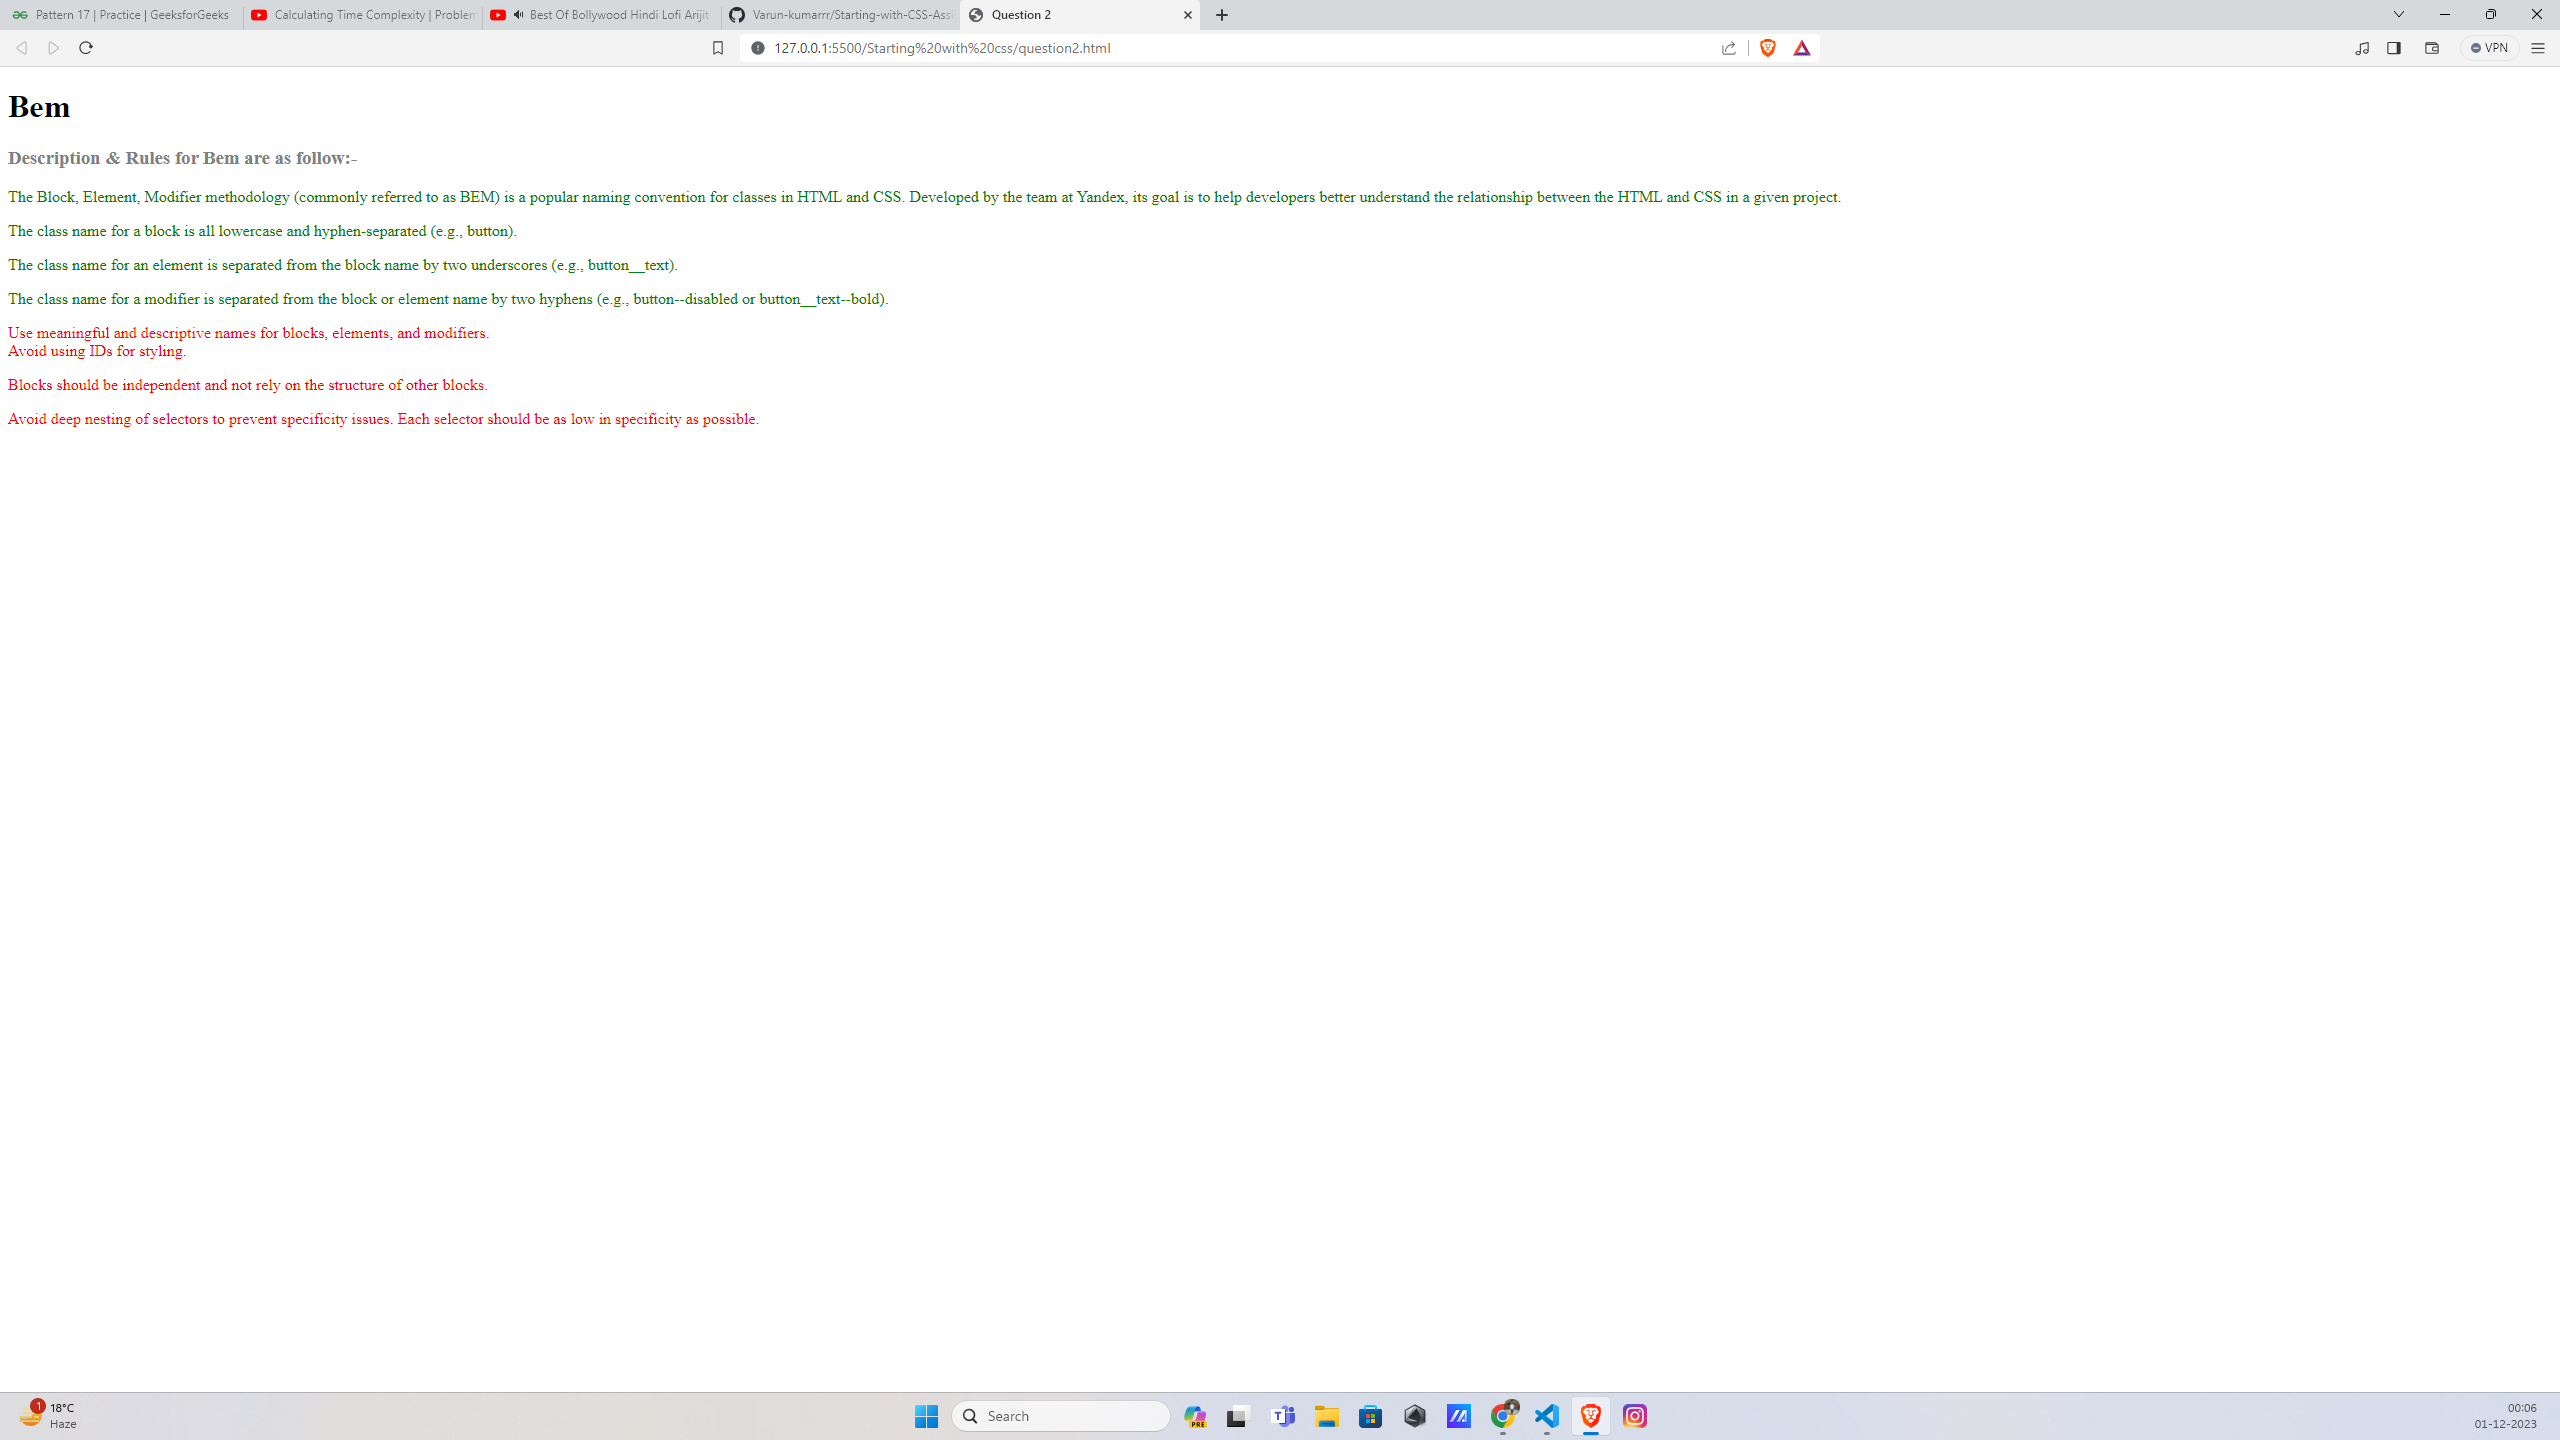 Pattern 17 | Practice | GeeksforGeeks
Calculating Time Complexity | Problem
Best Of Bollywood Hindi Lofi Arijit
Varun-kumarrr/Starting-with-CSS-Assi
Question 2
127.0.0.1:5500/Starting%20with%20css/question2.html
VPN
Bem
Description & Rules for Bem are as follow:-
The Block, Element, Modifier methodology (commonly referred to as BEM) is a popular naming convention for classes in HTML and CSS. Developed by the team at Yandex, its goal is to help developers better understand the relationship between the HTML and CSS in a given project.
The class name for a block is all lowercase and hyphen-separated (e.g., button).
The class name for an element is separated from the block name by two underscores (e.g., button__text).
The class name for a modifier is separated from the block or element name by two hyphens (e.g., button--disabled or button__text--bold).
Use meaningful and descriptive names for blocks, elements, and modifiers.
Avoid using IDs for styling.
Blocks should be independent and not rely on the structure of other blocks.
Avoid deep nesting of selectors to prevent specificity issues. Each selector should be as low in specificity as possible.
1
18°C
Haze
Search
PRE
00:06
01-12-2023